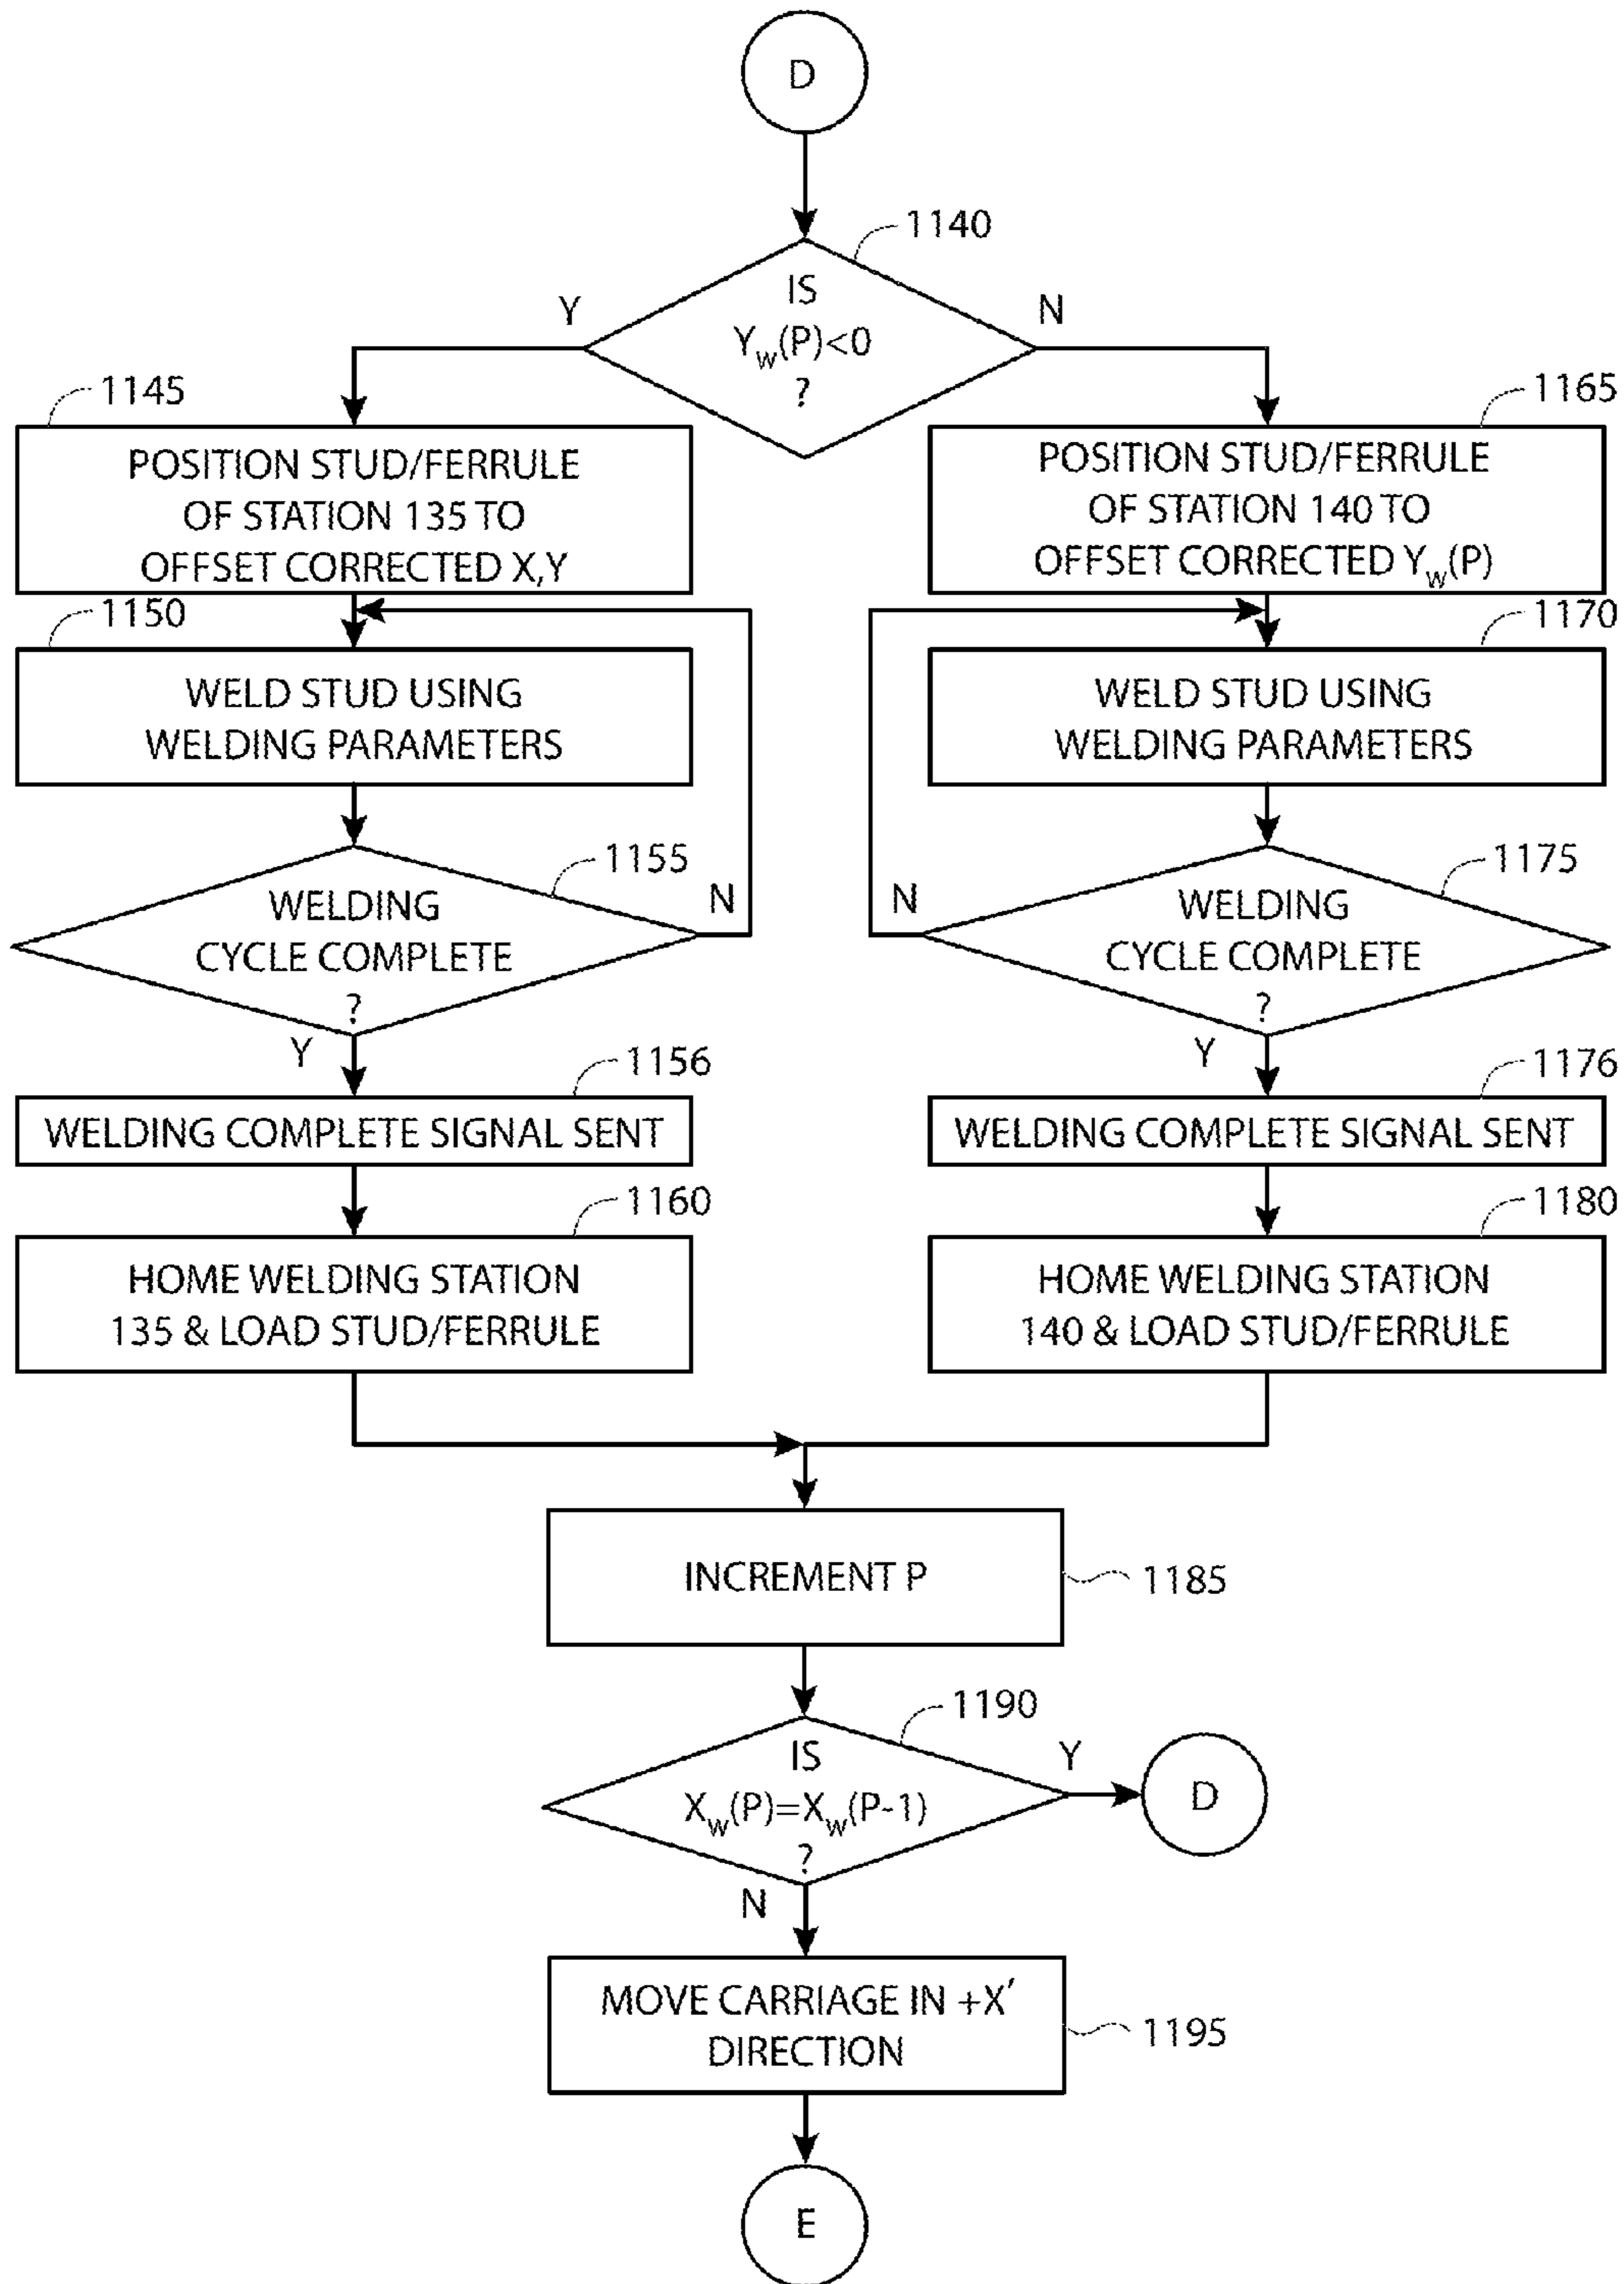 D
1140
IS
Yw(P)<0
?
Y
N
1145
POSITION STUD/FERRULE
OF STATION 135 TO
OFFSET CORRECTED X,Y
1165
POSITION STUD/FERRULE
OF STATION 140 TO
OFFSET CORRECTED Yw(P)
1150
WELD STUD USING
WELDING PARAMETERS
1170
WELD STUD USING
WELDING PARAMETERS
1155
WELDING
CYCLE COMPLETE
?
N
Y
1175
WELDING
CYCLE COMPLETE
?
N
Y
1156
WELDING COMPLETE SIGNAL SENT
1176
WELDING COMPLETE SIGNAL SENT
1160
HOME WELDING STATION
135 & LOAD STUD/FERRULE
1180
HOME WELDING STATION
140 & LOAD STUD/FERRULE
INCREMENT P
1185
1190
IS
Xw(P)=Xw(P-1)
?
Y
D
N
MOVE CARRIAGE IN +X'
DIRECTION
1195
E